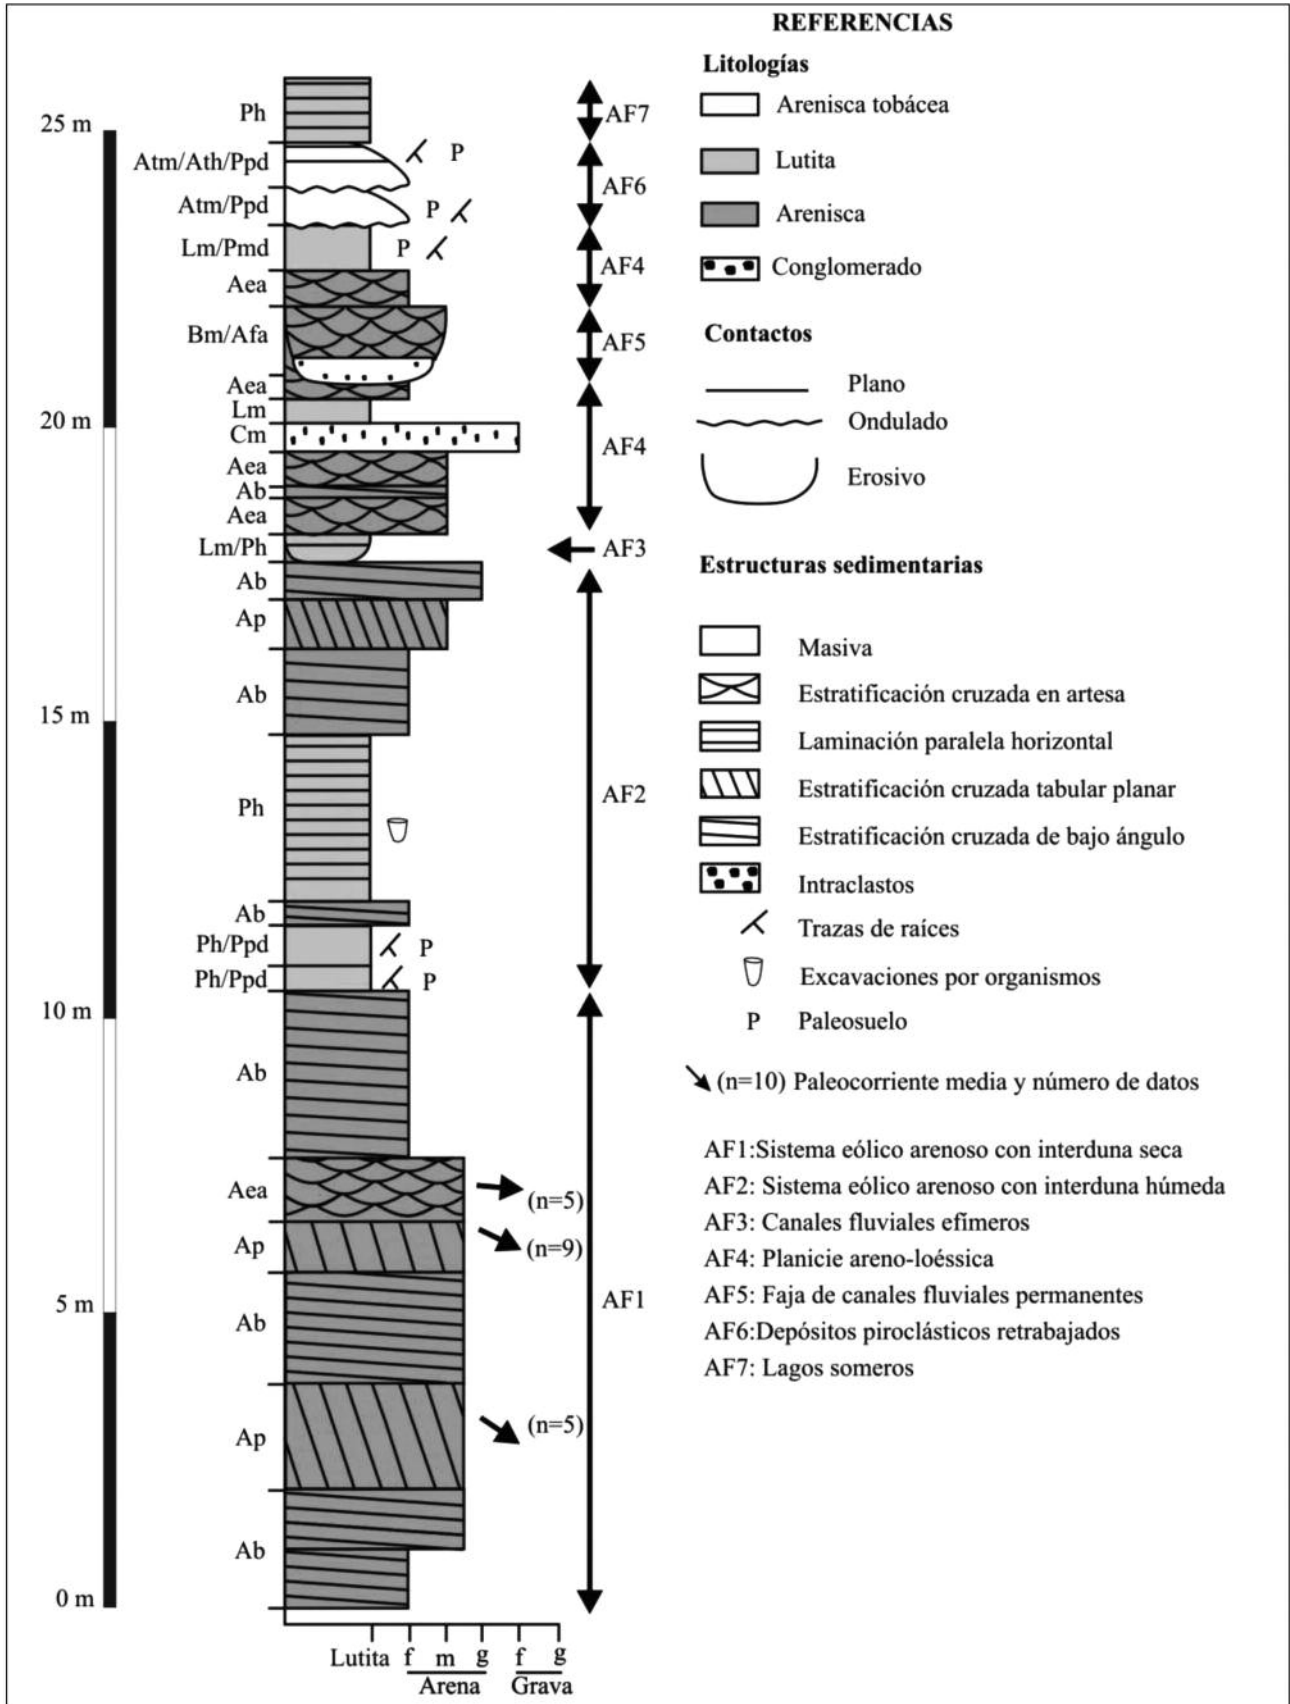 25 m
20 m
15 m
10 m
5 m
0 m
Ph
Atm/Ath/Ppd
Atm/Ppd
Lm/Pmd
Aea
Bm/Afa
Aea
Lm
Cm
Aea
Ab
Aea
Lm/Ph
Ab
Ap
Ab
Ph
Ab
Ph/Ppd
Ph/Ppd
Ab
Aea
Ap
Ab
Ap
Ab
P
P
P
P
P
(n=5)
(n=9)
(n=5)
AF7
AF6
AF4
AF5
AF4
AF3
AF2
AF1
Lutita f m g f g
Arena Grava
REFERENCIAS
Litologías
Arenisca tobácea
Lutita
Arenisca
Conglomerado
Contactos
Plano
Ondulado
Erosivo
Estructuras sedimentarias
Masiva
Estratificación cruzada en artesa
Laminación paralela horizontal
Estratificación cruzada tabular planar
Estratificación cruzada de bajo ángulo
Intraclastos
Trazas de raíces
Excavaciones por organismos
P Paleosuelo
(n=10) Paleocorriente media y número de datos
AF1:Sistema eólico arenoso con interduna seca
AF2: Sistema eólico arenoso con interduna húmeda
AF3: Canales fluviales efímeros
AF4: Planicie areno-loéssica
AF5: Faja de canales fluviales permanentes
AF6:Depósitos piroclásticos retrabajados
AF7: Lagos someros